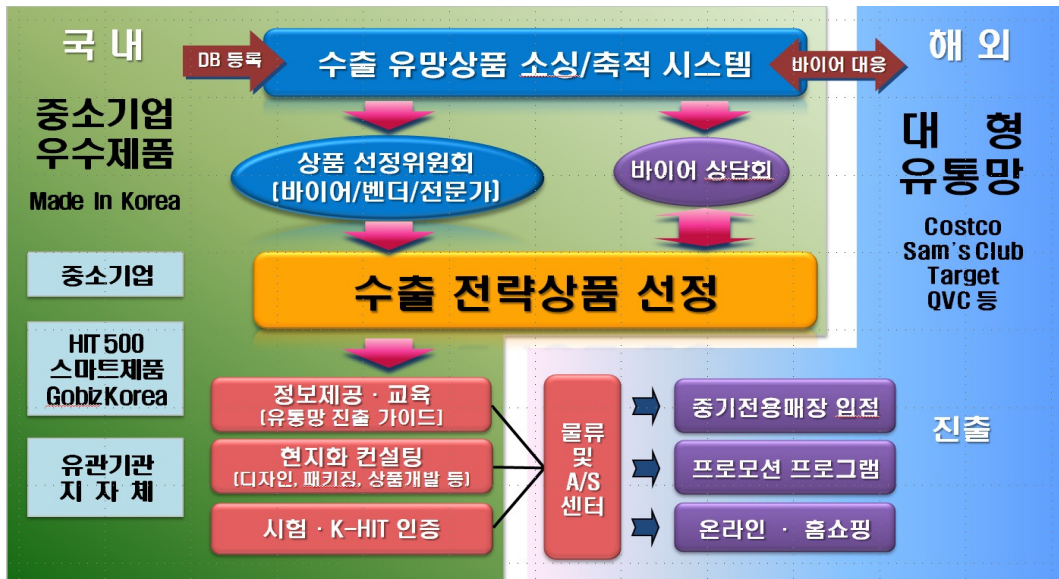 국 내
DB 등록
수출 유망상품 소싱/축적 시스템
바이어 대응
해 외
중소기업
우수제품
Made In Korea
상품 선정위원회
(바이어/벤더/전문가)
바이어 상담회
대 형
유통망
Costco
Sam's Club
Target
QVC 등
중소기업
수출 전략상품 선정
HIT 500
스마트제품
GobizKorea
유관기관
지 자 체
정보제공 · 교육
(유통망 진출 가이드)
현지화 컨설팅
(디자인, 패키징, 상품개발 등)
시험 · K-HIT 인증
물류
및
A/S
센터
중기전용매장 입점
프로모션 프로그램
온라인 · 홈쇼핑
진출